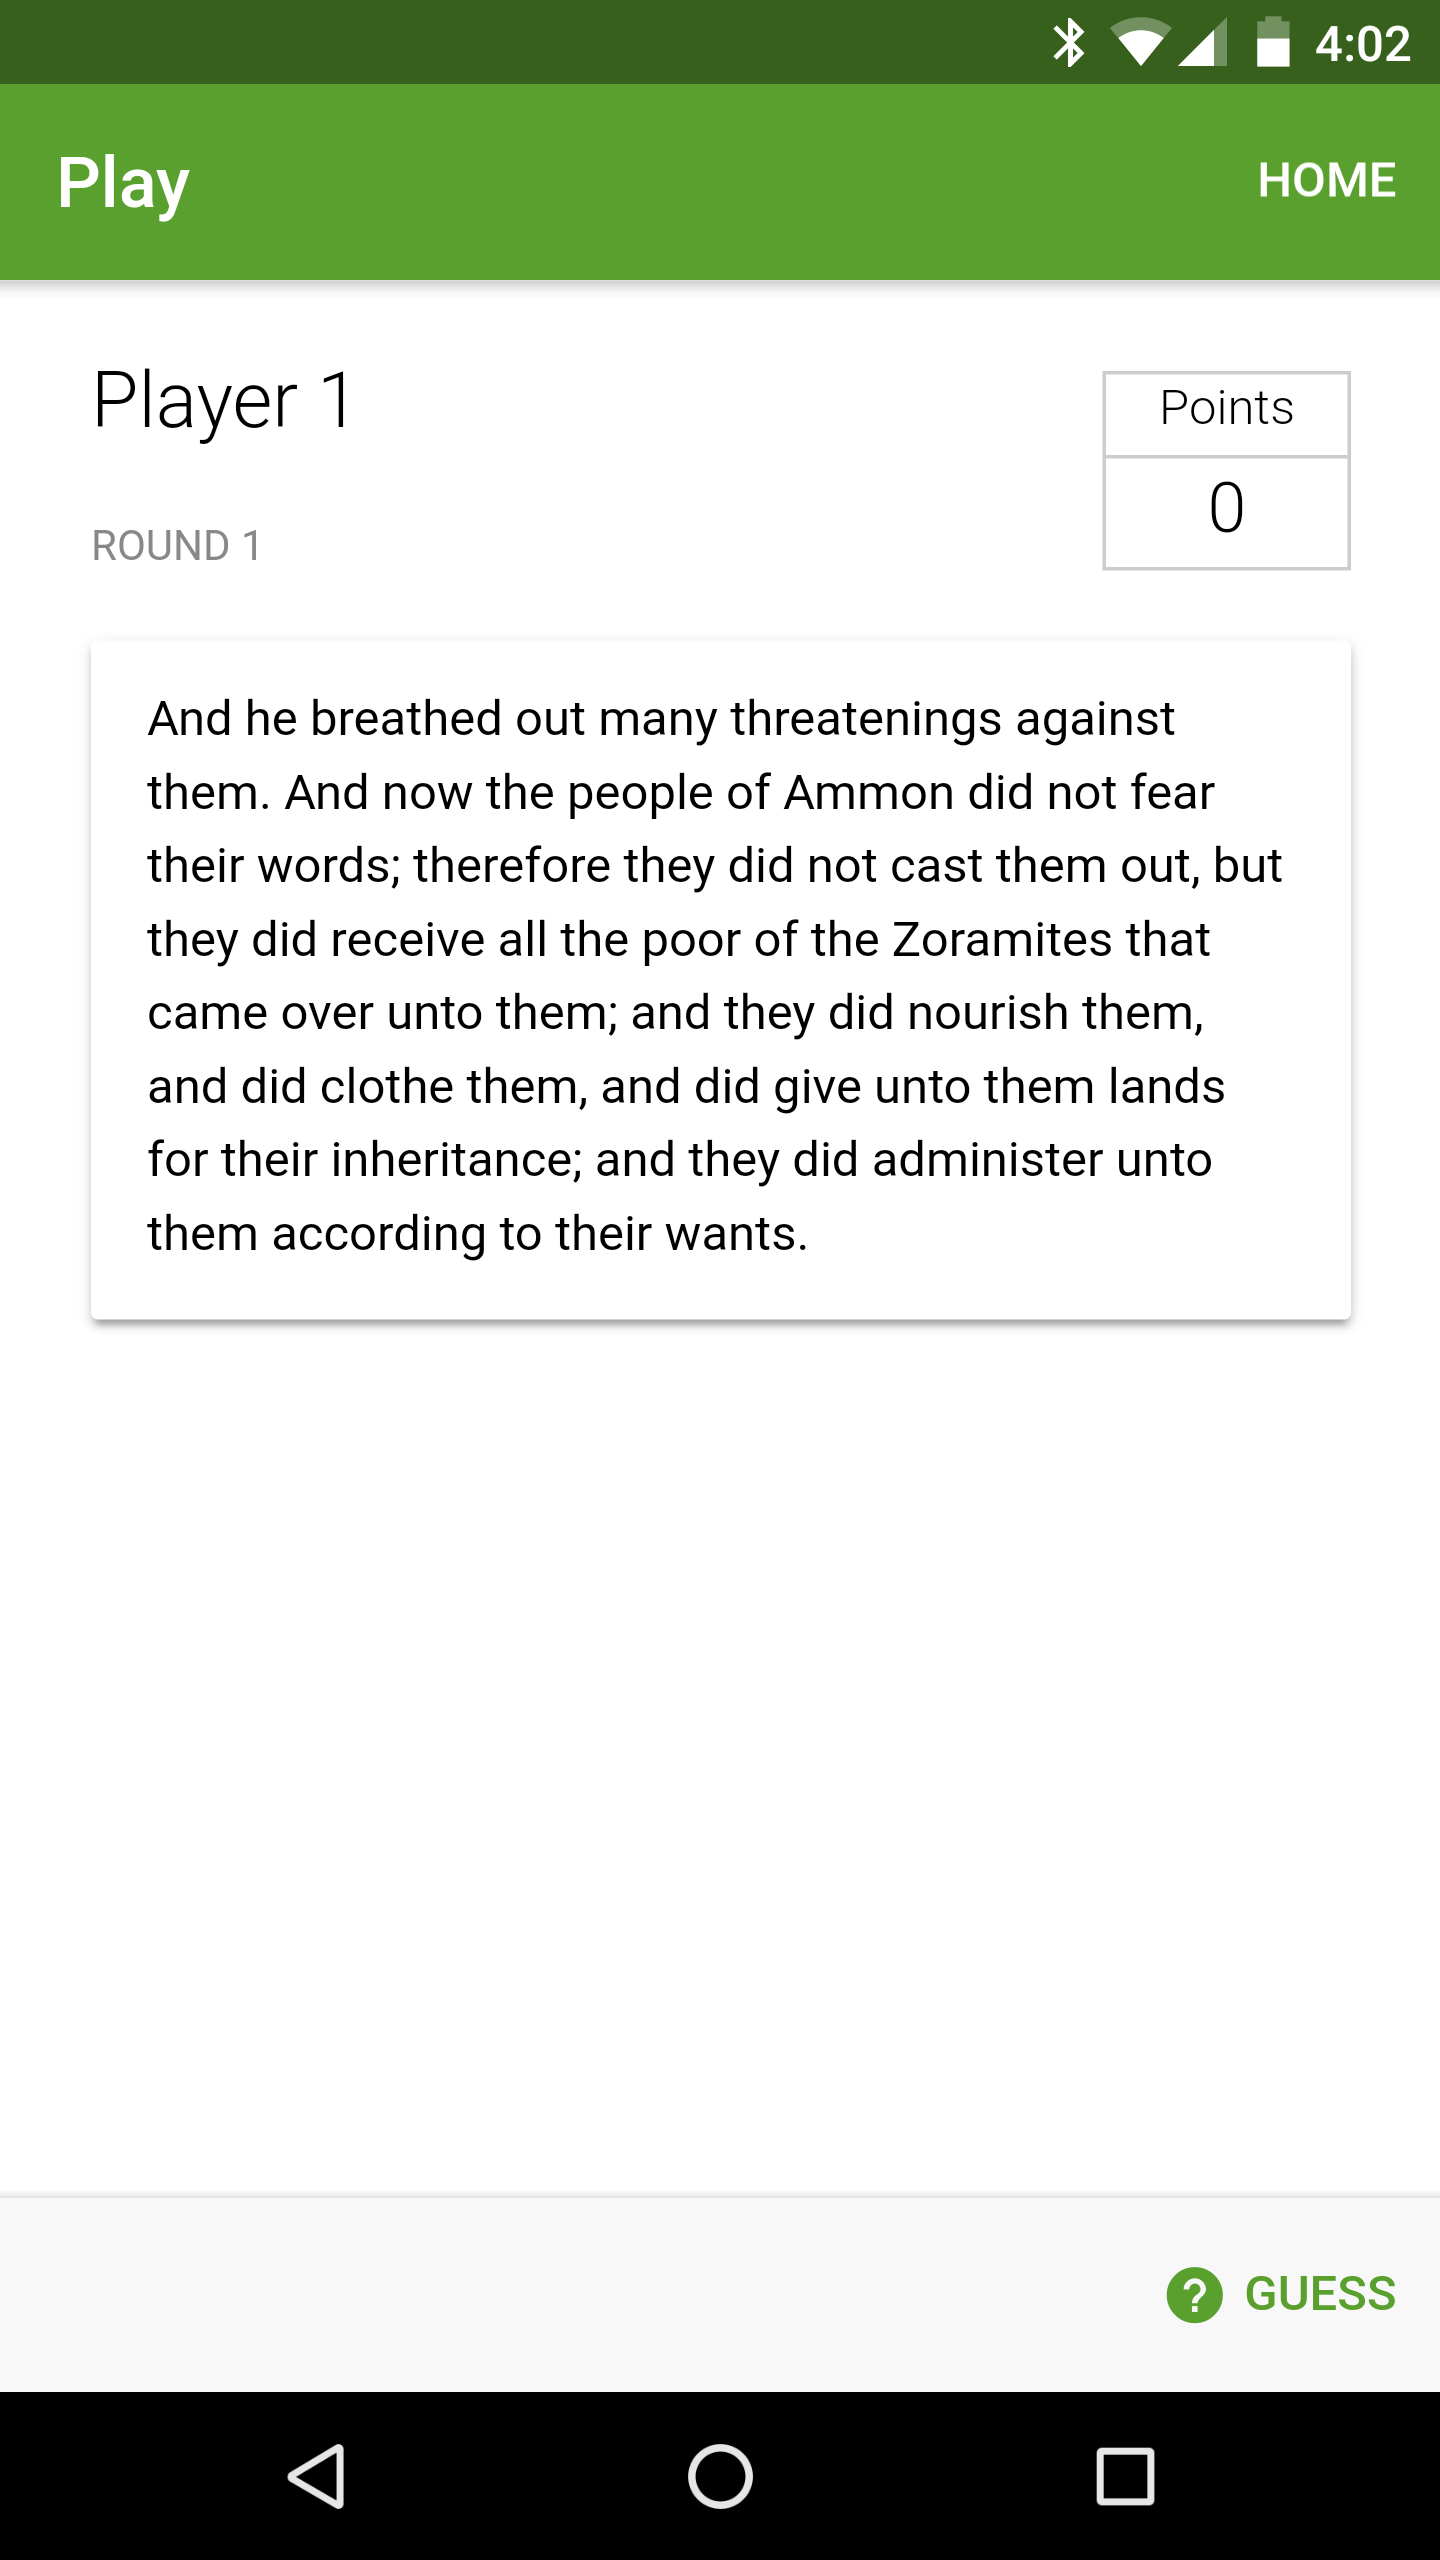 4:02
Play
HOME
Player 1
Points
0
ROUND 1
And he breathed out many threatenings against
them. And now the people of Ammon did not fear
their words; therefore they did not cast them out, but
they did receive all the poor of the Zoramites that
came over unto them; and they did nourish them,
and did clothe them, and did give unto them lands
for their inheritance; and they did administer unto
them according to their wants.
? GUESS